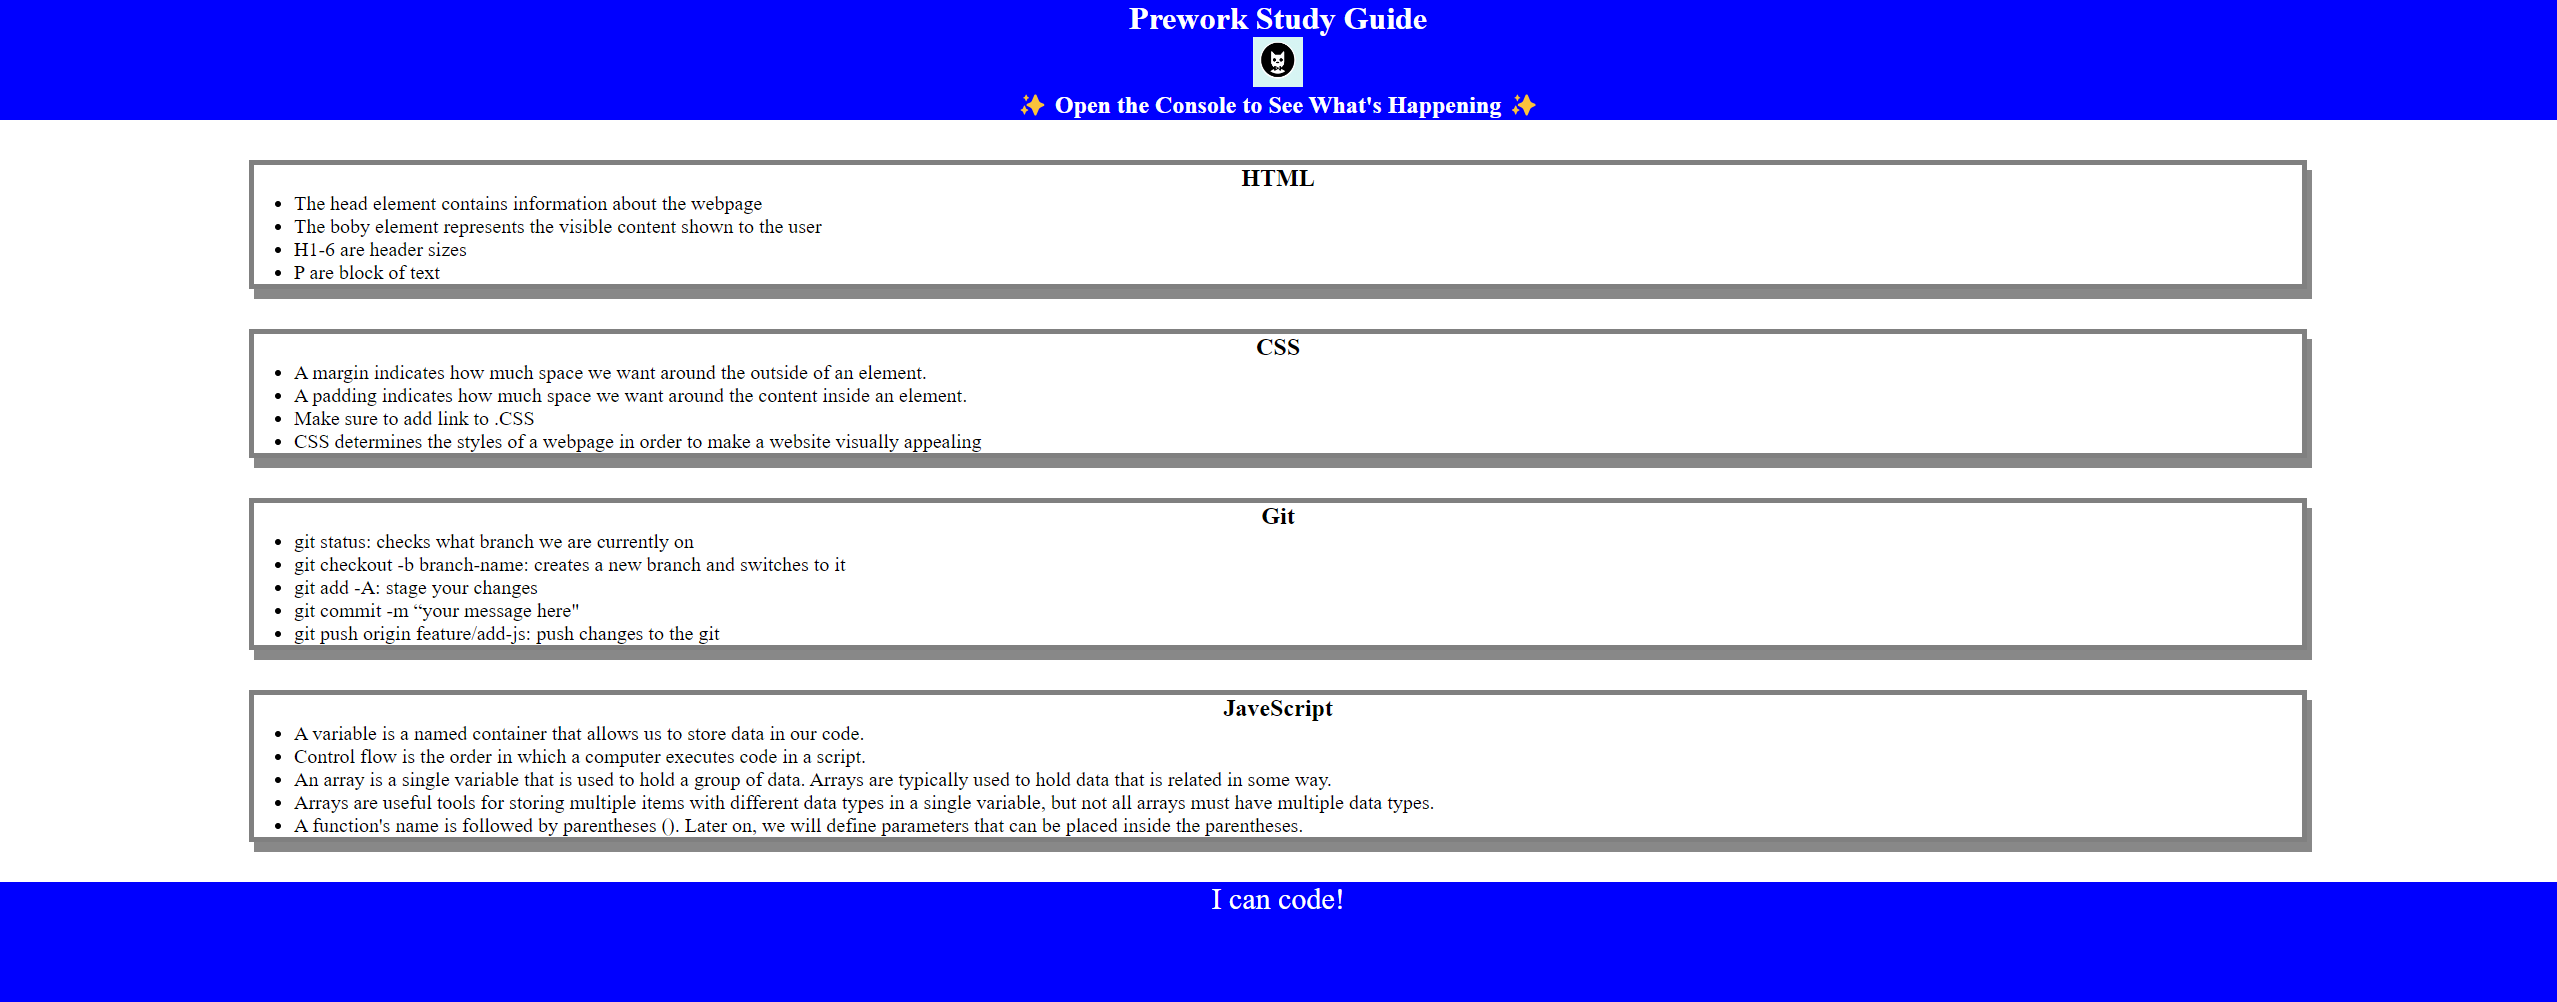 Prework Study Guide
✨ Open the Console to See What's Happening ✨
HTML
• The head element contains information about the webpage
• The boby element represents the visible content shown to the user
• H1-6 are header sizes
• P are block of text
CSS
• A margin indicates how much space we want around the outside of an element.
• A padding indicates how much space we want around the content inside an element.
• Make sure to add link to .CSS
• CSS determines the styles of a webpage in order to make a website visually appealing
Git
• git status: checks what branch we are currently on
• git checkout -b branch-name: creates a new branch and switches to it
• git add -A: stage your changes
• git commit -m “your message here"
• git push origin feature/add-js: push changes to the git
JaveScript
• A variable is a named container that allows us to store data in our code.
• Control flow is the order in which a computer executes code in a script.
• An array is a single variable that is used to hold a group of data. Arrays are typically used to hold data that is related in some way.
• Arrays are useful tools for storing multiple items with different data types in a single variable, but not all arrays must have multiple data types.
• A function's name is followed by parentheses (). Later on, we will define parameters that can be placed inside the parentheses.
I can code!